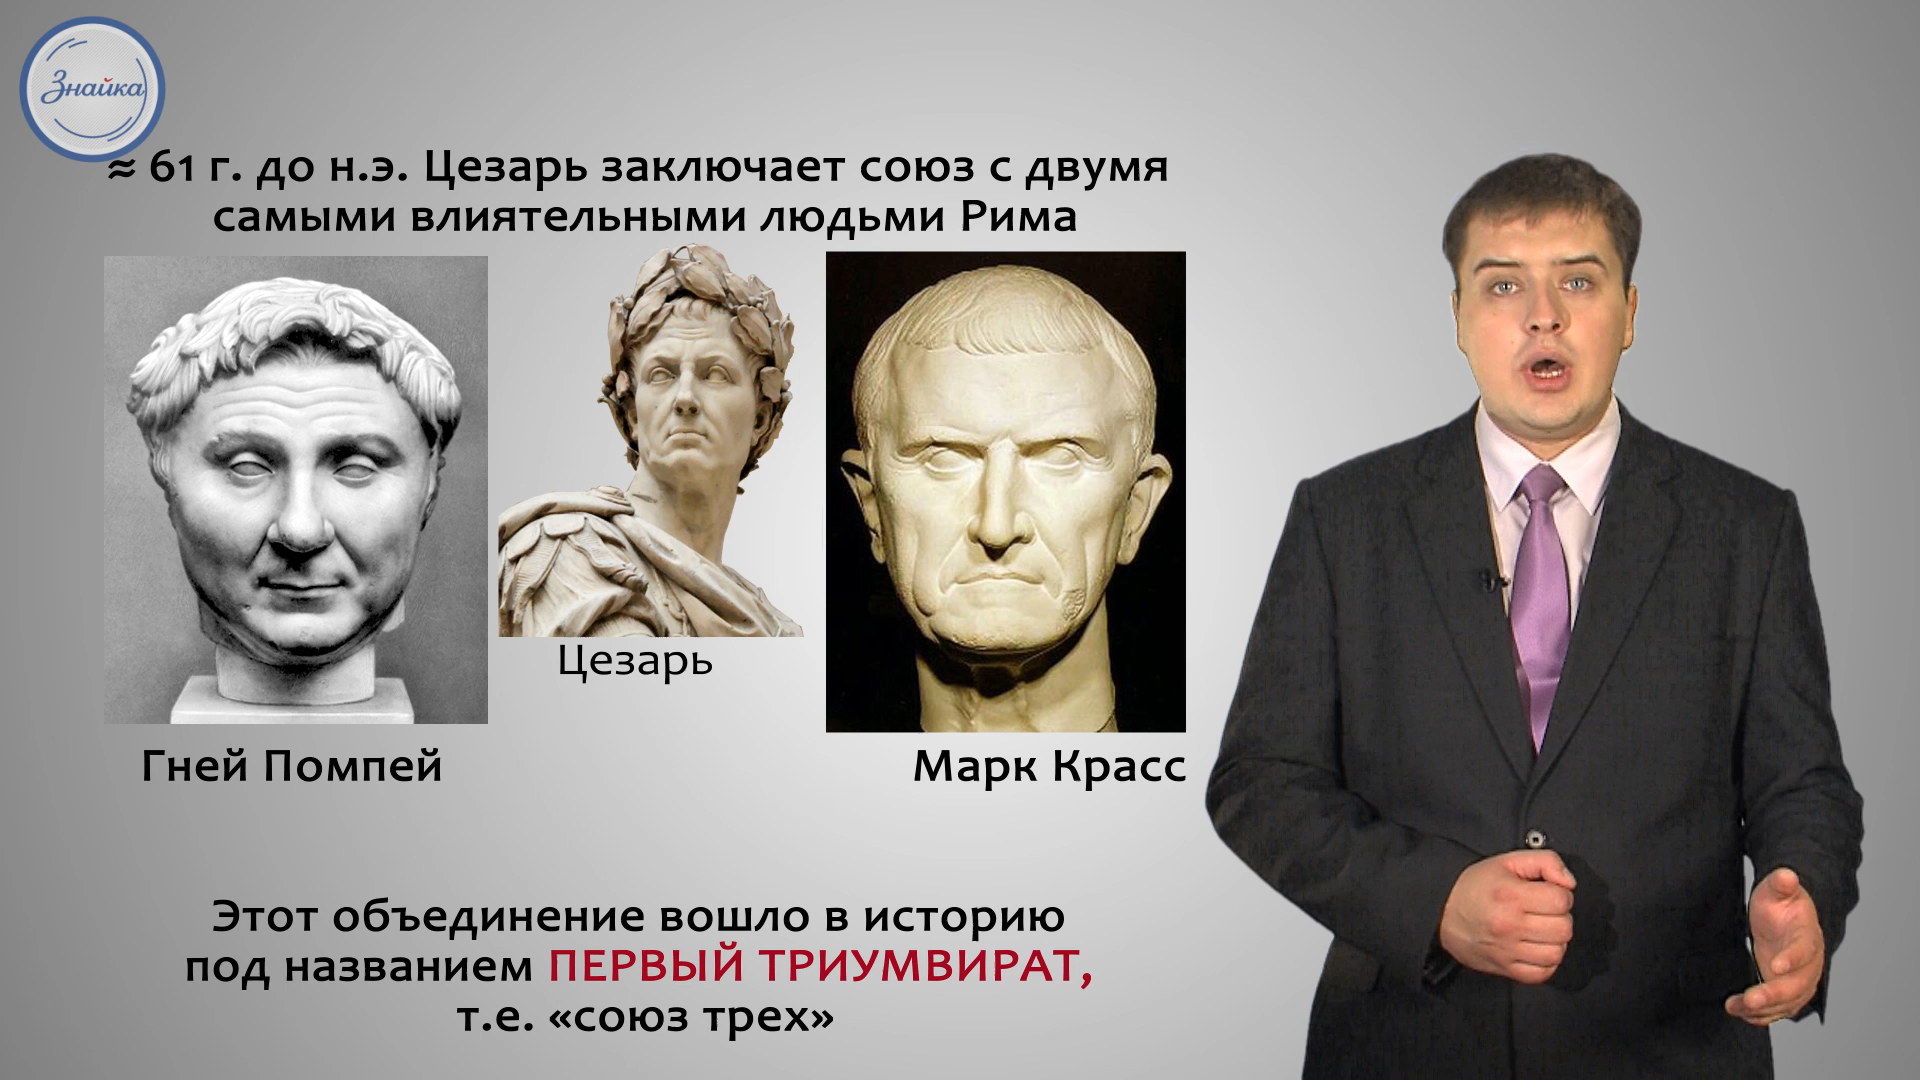 Знайка
≈ 61 г. до н.э. Цезарь заключает союз с двумя
самыми влиятельными людьми Рима
Цезарь
Гней Помпей
Марк Красс
Этот объединение вошло в историю
под названием ПЕРВЫЙ ТРИУМВИРАТ,
т.е. «союз трех»